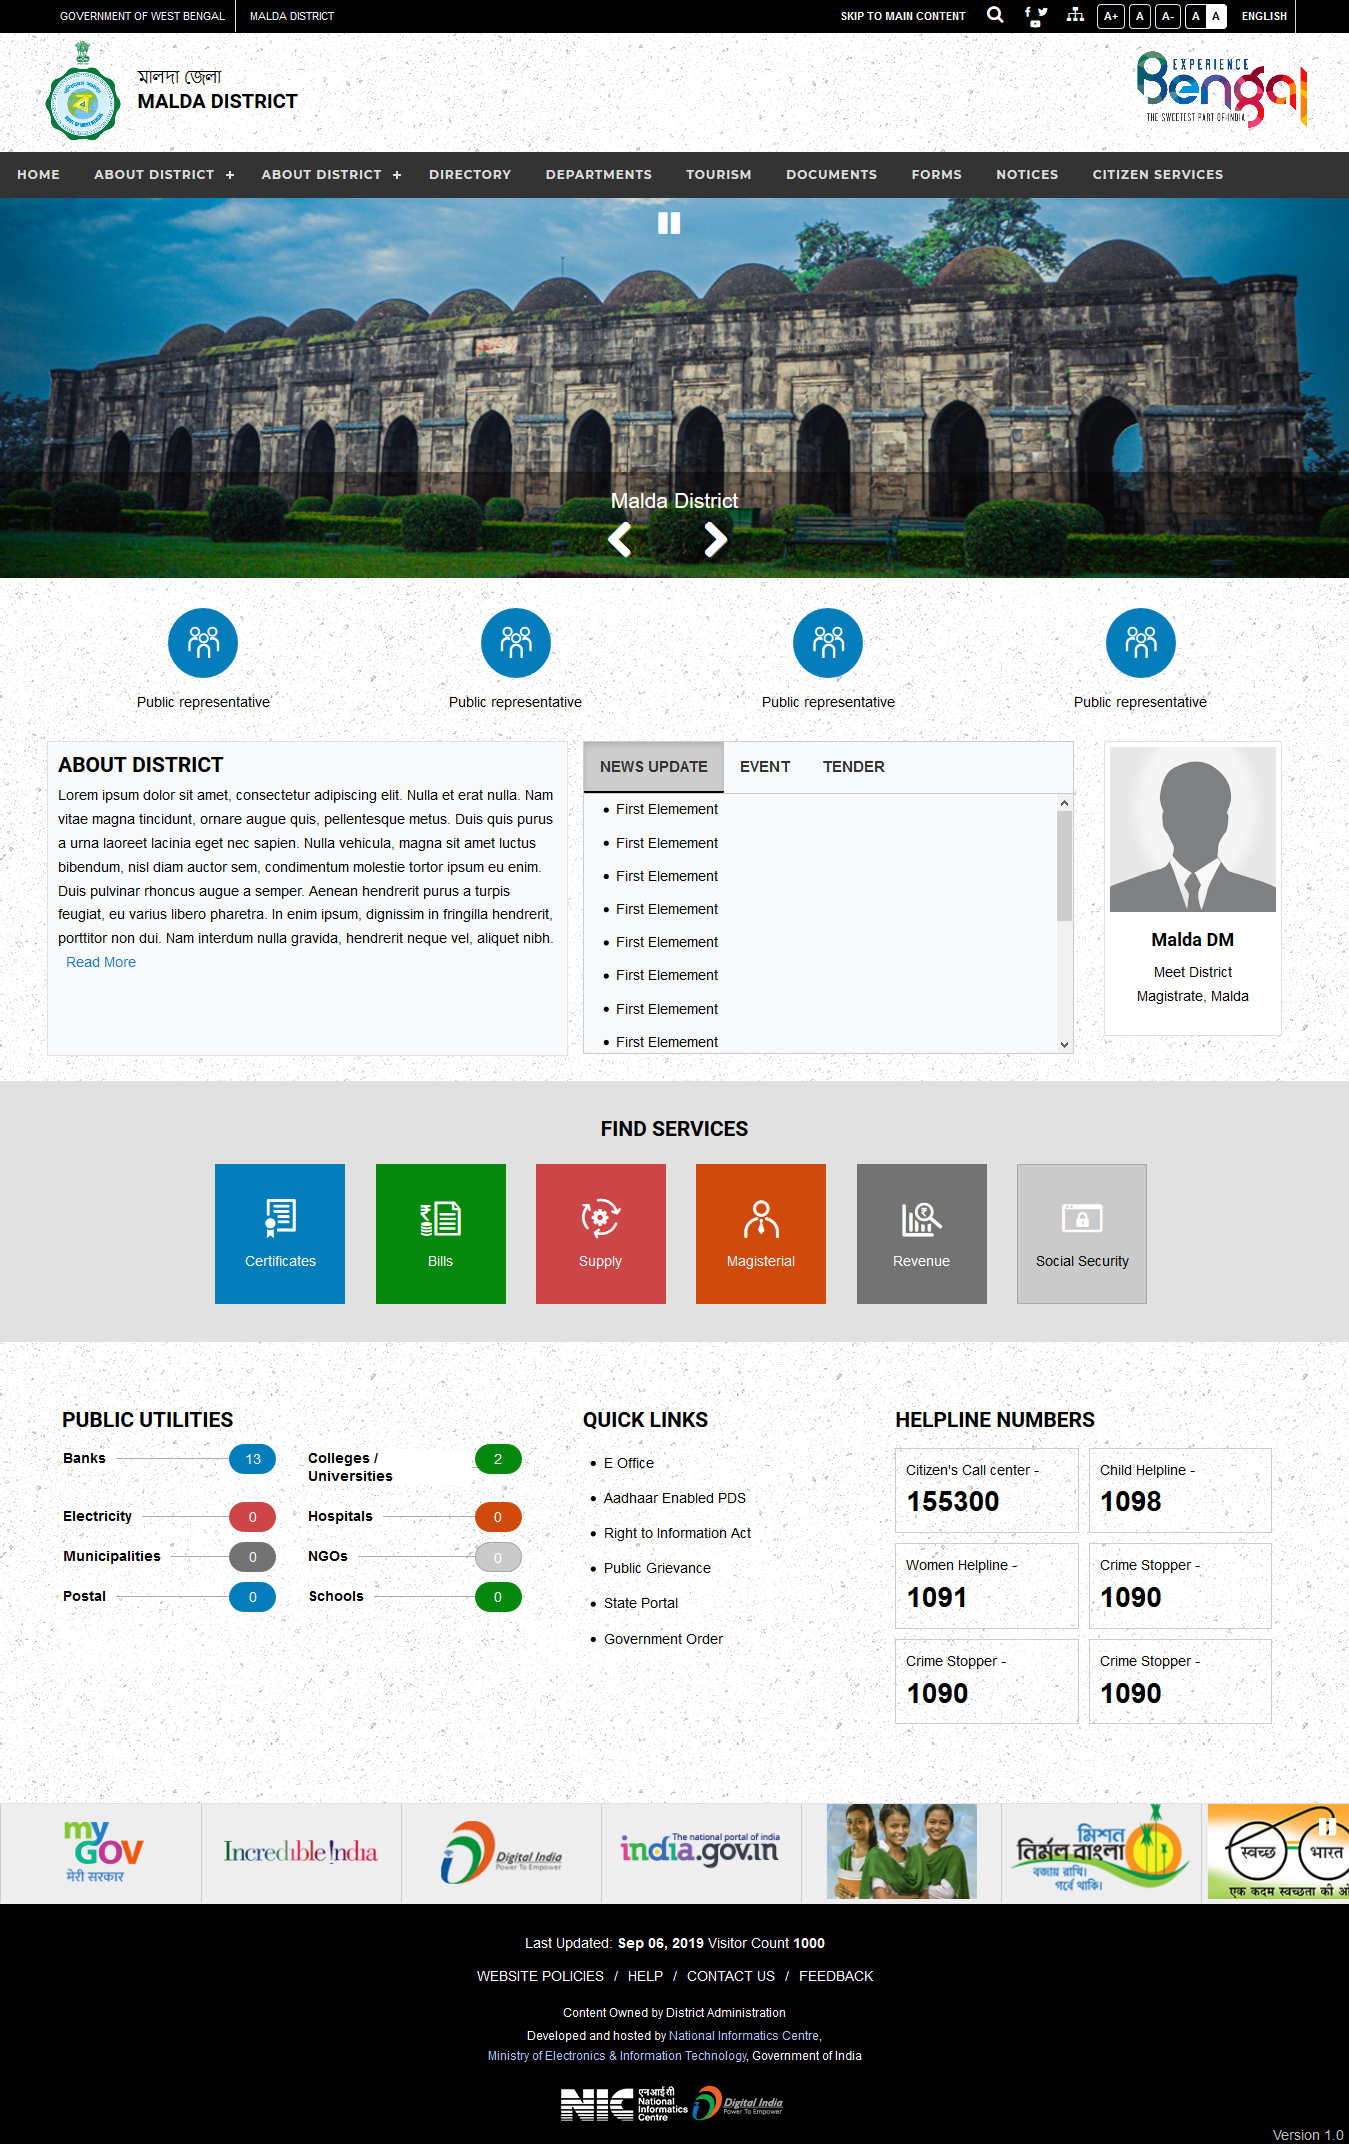 GOVERNMENT OF WEST BENGAL
MALDA DISTRICT
SKIP TO MAIN CONTENT
A+
A
A-
A
A
ENGLISH
মালদা জেলা
MALDA DISTRICT
EXPERIENCE
Bengal
THE SWEETEST PART OF INDIA
HOME
ABOUT DISTRICT +
ABOUT DISTRICT +
DIRECTORY
DEPARTMENTS
TOURISM
DOCUMENTS
FORMS
NOTICES
CITIZEN SERVICES
Malda District
Public representative
Public representative
Public representative
Public representative
ABOUT DISTRICT
Lorem ipsum dolor sit amet, consectetur adipiscing elit. Nulla et erat nulla. Nam
vitae magna tincidunt, ornare augue quis, pellentesque metus. Duis quis purus
a urna laoreet lacinia eget nec sapien. Nulla vehicula, magna sit amet luctus
bibendum, nisl diam auctor sem, condimentum molestie tortor ipsum eu enim.
Duis pulvinar rhoncus augue a semper. Aenean hendrerit purus a turpis
feugiat, eu varius libero pharetra. In enim ipsum, dignissim in fringilla hendrerit,
porttitor non dui. Nam interdum nulla gravida, hendrerit neque vel, aliquet nibh.
Read More
NEWS UPDATE
EVENT
TENDER
First Elemement
First Elemement
First Elemement
First Elemement
First Elemement
First Elemement
First Elemement
First Elemement
Malda DM
Meet District
Magistrate, Malda
FIND SERVICES
Certificates
Bills
Supply
Magisterial
Revenue
Social Security
PUBLIC UTILITIES
Banks 13
Colleges / 2
Universities
Electricity 0
Hospitals 0
Municipalities 0
NGOs 0
Postal 0
Schools 0
QUICK LINKS
E Office
Aadhaar Enabled PDS
Right to Information Act
Public Grievance
State Portal
Government Order
HELPLINE NUMBERS
Citizen's Call center -
155300
Child Helpline -
1098
Women Helpline -
1091
Crime Stopper -
1090
Crime Stopper -
1090
Crime Stopper -
1090
my
GOV
मेरी सरकार
Incredible India
Digital India
Power To Empower
The national portal of india
india.gov.in
মিশন
নির্মল বাংলা
বজায় রাখি।
গর্বে থাকি।
स्वच्छ
भारत
एक कदम स्वच्छता की ओ
Last Updated: Sep 06, 2019 Visitor Count 1000
WEBSITE POLICIES / HELP / CONTACT US / FEEDBACK
Content Owned by District Administration
Developed and hosted by National Informatics Centre,
Ministry of Electronics & Information Technology, Government of India
NIC
एनआईसी
National
Informatics
Centre
Digital India
Power To Empower
Version 1.0